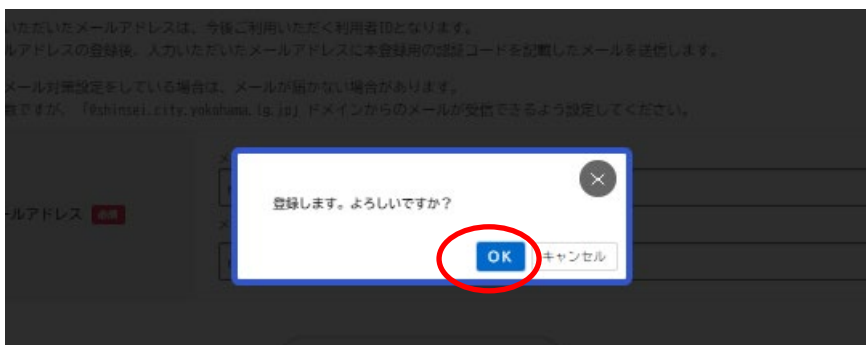 いただいたメールアドレスは、今後ご利用いただく利用者IDとなります。
ルアドレスの登録後、入力いただいたメールアドレスに本登録用の認証コードを記載したメールを送信します。
メール対策設定をしている場合は、メールが届かない場合があります。
ですが、「@shinsei.city.yokohama.lg.jp」ドメインからのメールが受信できるよう設定してください。
ールアドレス 必須
登録します。よろしいですか?
OK キャンセル